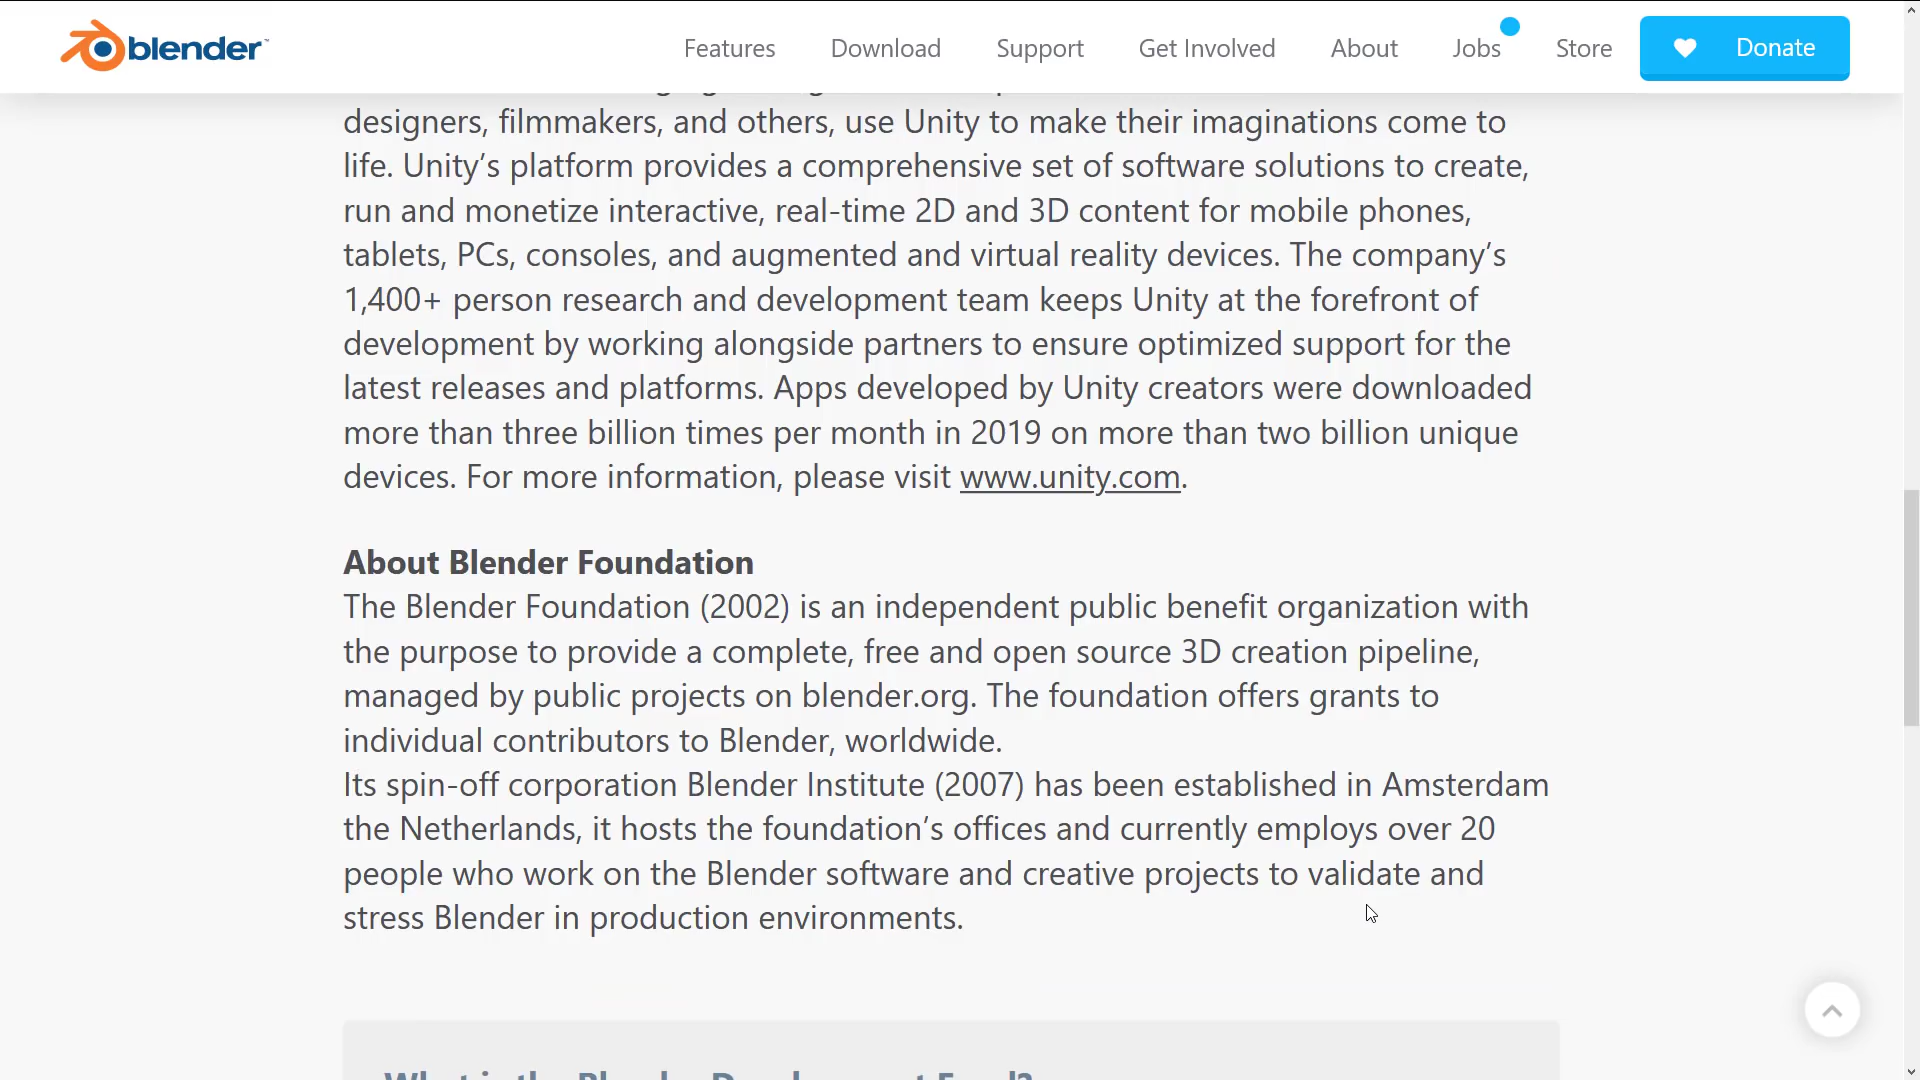 blender™
Features Download Support Get Involved About Jobs Store Donate
designers, filmmakers, and others, use Unity to make their imaginations come to
life. Unity’s platform provides a comprehensive set of software solutions to create,
run and monetize interactive, real-time 2D and 3D content for mobile phones,
tablets, PCs, consoles, and augmented and virtual reality devices. The company’s
1,400+ person research and development team keeps Unity at the forefront of
development by working alongside partners to ensure optimized support for the
latest releases and platforms. Apps developed by Unity creators were downloaded
more than three billion times per month in 2019 on more than two billion unique
devices. For more information, please visit www.unity.com.
About Blender Foundation
The Blender Foundation (2002) is an independent public benefit organization with
the purpose to provide a complete, free and open source 3D creation pipeline,
managed by public projects on blender.org. The foundation offers grants to
individual contributors to Blender, worldwide.
Its spin-off corporation Blender Institute (2007) has been established in Amsterdam
the Netherlands, it hosts the foundation’s offices and currently employs over 20
people who work on the Blender software and creative projects to validate and
stress Blender in production environments.
What is the Blender Development Fund?